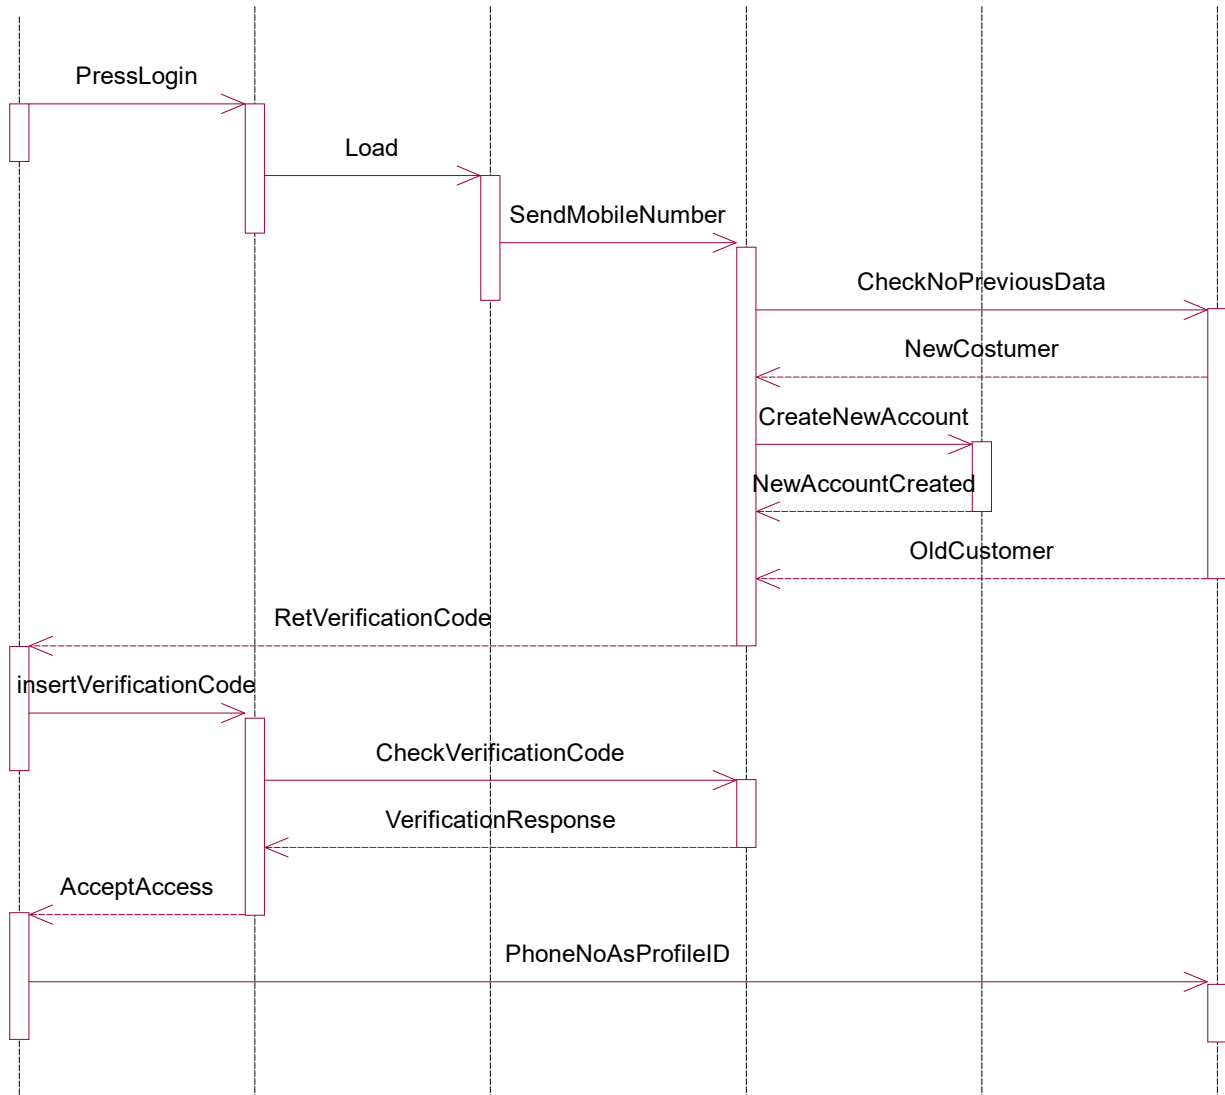 PressLogin
Load
SendMobileNumber
CheckNoPreviousData
NewCostumer
CreateNewAccount
NewAccountCreated
OldCustomer
RetVerificationCode
insertVerificationCode
CheckVerificationCode
VerificationResponse
AcceptAccess
PhoneNoAsProfileID